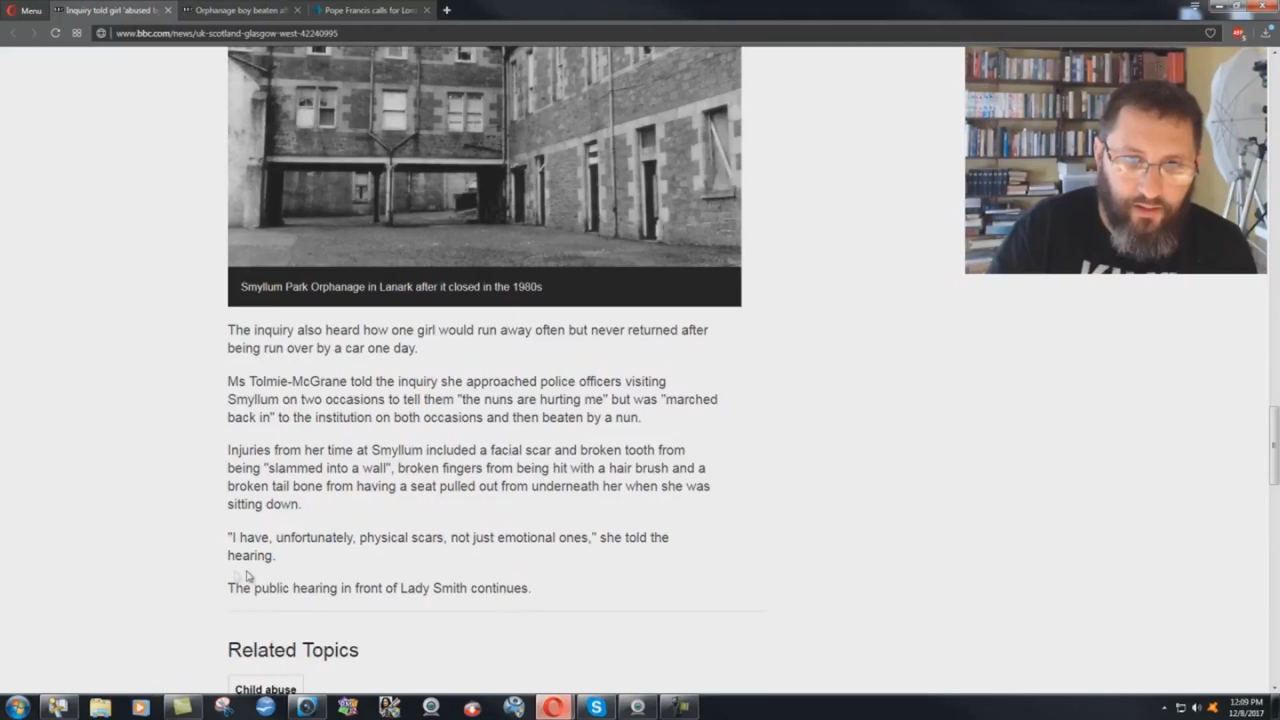 Menu
Inquiry told girl 'abused b
Orphanage boy beaten af
Pope Francis calls for Lord
www.bbc.com/news/uk-scotland-glasgow-west-42240995
ABP
Smyllum Park Orphanage in Lanark after it closed in the 1980s
The inquiry also heard how one girl would run away often but never returned after
being run over by a car one day.
Ms Tolmie-McGrane told the inquiry she approached police officers visiting
Smyllum on two occasions to tell them "the nuns are hurting me" but was "marched
back in" to the institution on both occasions and then beaten by a nun.
Injuries from her time at Smyllum included a facial scar and broken tooth from
being "slammed into a wall", broken fingers from being hit with a hair brush and a
broken tail bone from having a seat pulled out from underneath her when she was
sitting down.
"I have, unfortunately, physical scars, not just emotional ones," she told the
hearing.
The public hearing in front of Lady Smith continues.
Related Topics
Child abuse
12:09 PM
12/8/2017